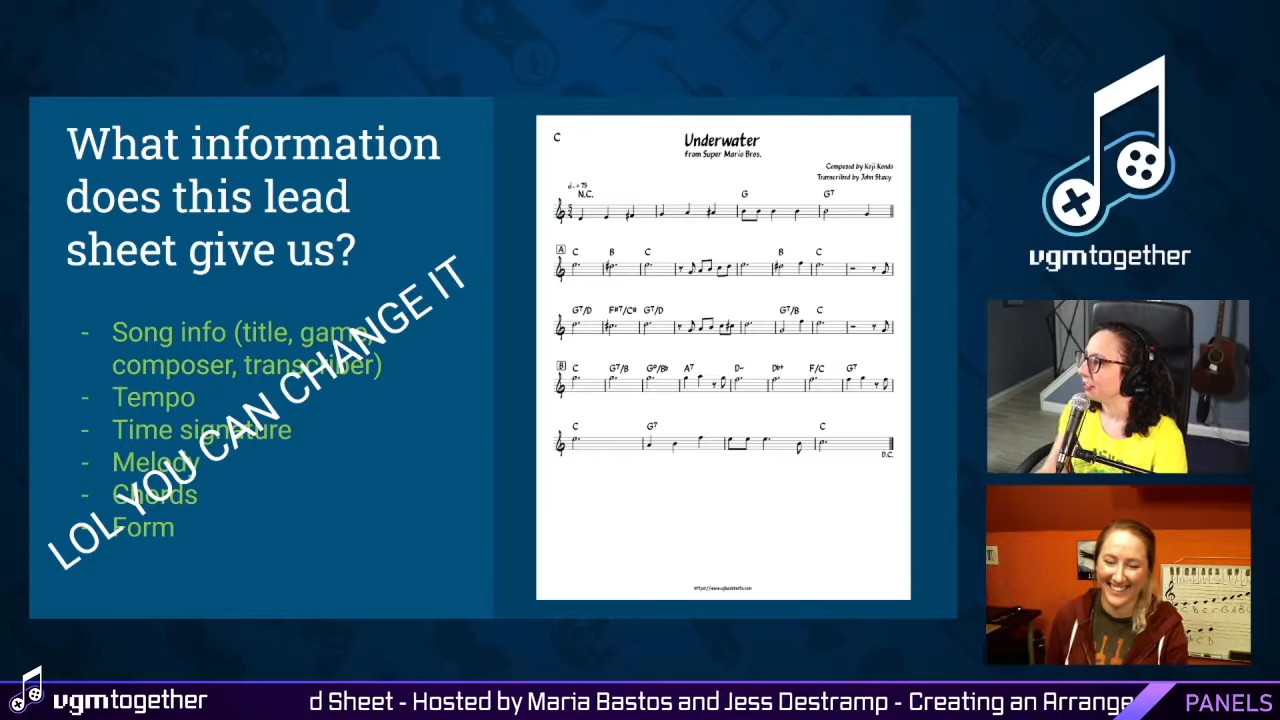 What information
does this lead
sheet give us?
- Song info (title, game,
composer, transcriber)
- Tempo
- Time signature
- Melody
- Chords
- Form
LOL YOU CAN CHANGE IT
C
Underwater
from Super Mario Bros.
Composed by Koji Kondo
Transcribed by John Stacy
N.C. G G7
A C B C B C
G7/D F#7/C# G7/D G7/B C
B C G7/B A7 D- F/C G7
C G7 C
D.C.
vgmtogether
vgmtogether
d Sheet - Hosted by Maria Bastos and Jess Destramp - Creating an Arrange
PANELS